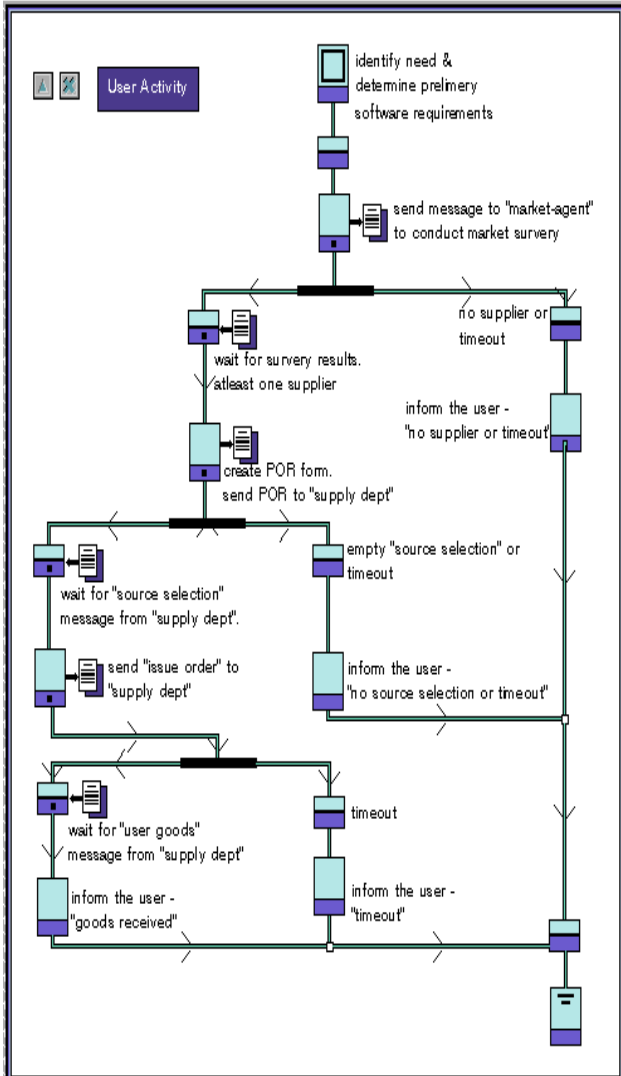 User Activity
identify need &
determine prelimery
software requirements
send message to "market-agent"
to conduct market survery
no supplier or
timeout
wait for survery results.
atleast one supplier
inform the user -
"no supplier or timeout"
create POR form.
send POR to "supply dept"
empty "source selection" or
timeout
wait for "source selection"
message from "supply dept".
send "issue order" to
"supply dept"
inform the user -
"no source selection or timeout"
timeout
wait for "user goods"
message from "supply dept"
inform the user -
"goods received"
inform the user -
"timeout"